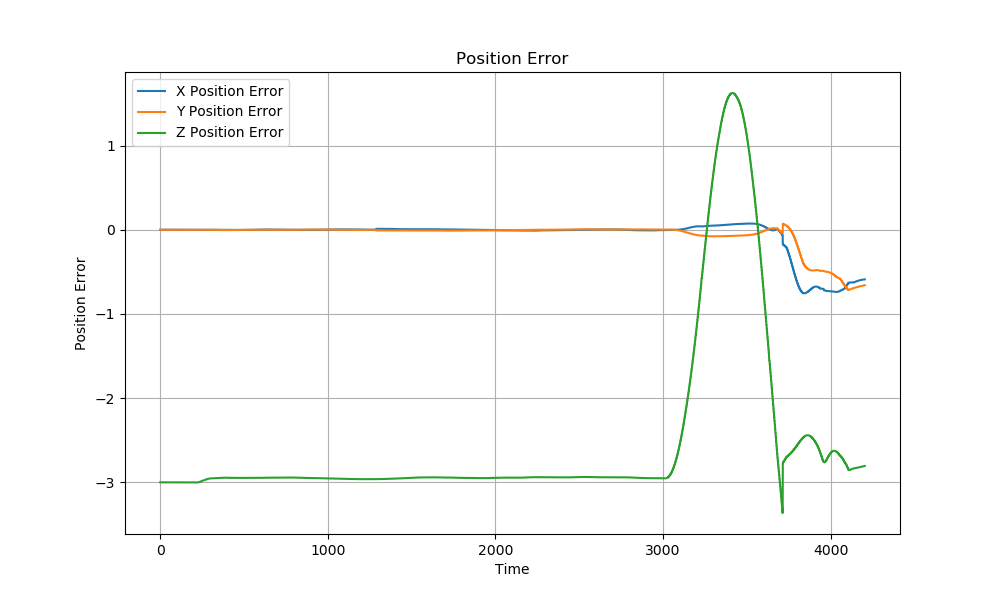 Position Error
X Position Error
Y Position Error
Z Position Error
1
0
−1
−2
−3
Position Error
0
1000
2000
3000
4000
Time